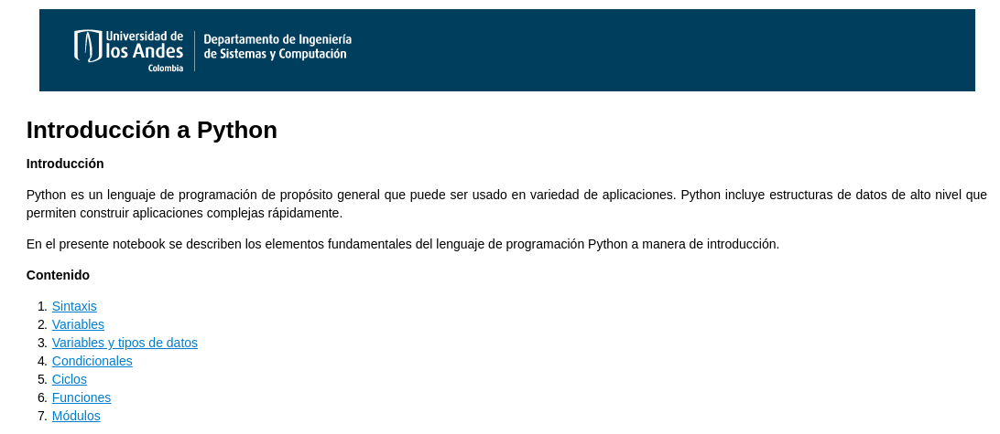 Universidad de
los Andes
Colombia
Departamento de Ingeniería
de Sistemas y Computación
Introducción a Python
Introducción
Python es un lenguaje de programación de propósito general que puede ser usado en variedad de aplicaciones. Python incluye estructuras de datos de alto nivel que
permiten construir aplicaciones complejas rápidamente.
En el presente notebook se describen los elementos fundamentales del lenguaje de programación Python a manera de introducción.
Contenido
1. Sintaxis
2. Variables
3. Variables y tipos de datos
4. Condicionales
5. Ciclos
6. Funciones
7. Módulos